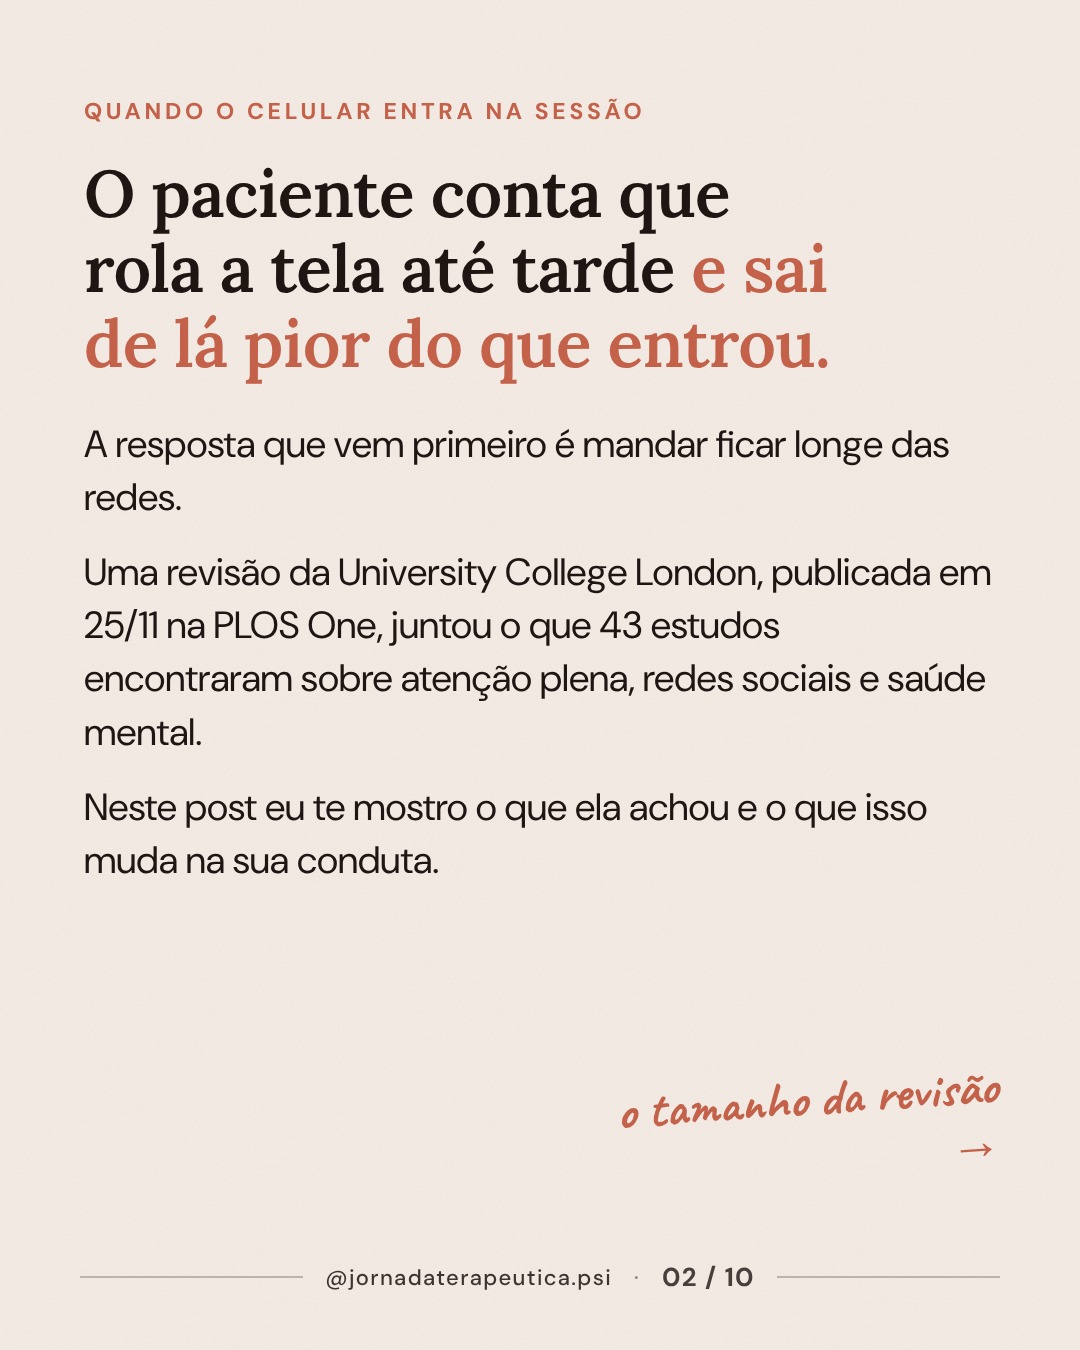 QUANDO O CELULAR ENTRA NA SESSÃO
O paciente conta que
rola a tela até tarde e sai
de lá pior do que entrou.
A resposta que vem primeiro é mandar ficar longe das
redes.
Uma revisão da University College London, publicada em
25/11 na PLOS One, juntou o que 43 estudos
encontraram sobre atenção plena, redes sociais e saúde
mental.
Neste post eu te mostro o que ela achou e o que isso
muda na sua conduta.
o tamanho da revisão
→
@jornadaterapeutica.psi · 02 / 10